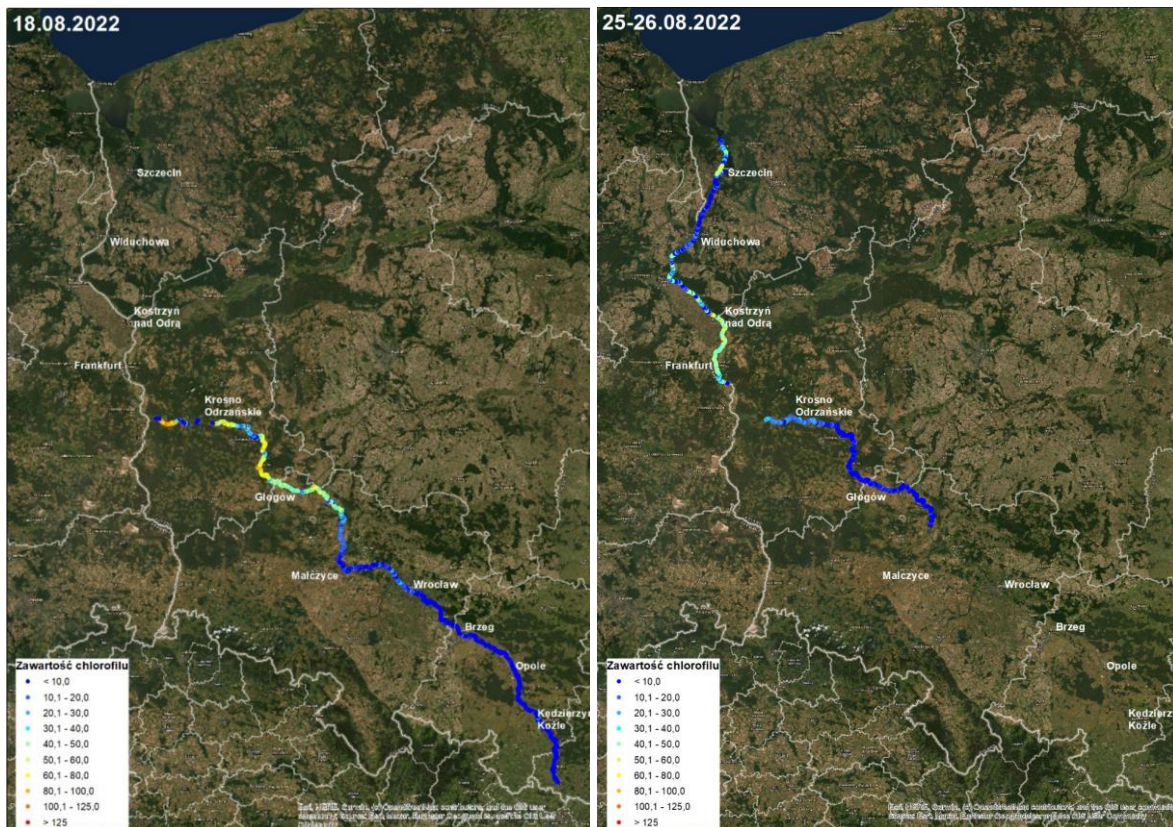 18.08.2022
Szczecin
Widuchowa
Kostrzyń
nad Odrą
Frankfurt
Krosno
Odrzańskie
Głogów
Malczyce
Wrocław
Brzeg
Opole
Kędzierzyn
Koźle
Zawartość chlorofilu
< 10,0
10,1 - 20,0
20,1 - 30,0
30,1 - 40,0
40,1 - 50,0
50,1 - 60,0
60,1 - 80,0
80,1 - 100,0
100,1 - 125,0
> 125
25-26.08.2022
Szczecin
Widuchowa
Kostrzyń
nad Odrą
Frankfurt
Krosno
Odrzańskie
Głogów
Malczyce
Wrocław
Brzeg
Opole
Kędzierzy
Koźle
Zawartość chlorofilu
< 10,0
10,1 - 20,0
20,1 - 30,0
30,1 - 40,0
40,1 - 50,0
50,1 - 60,0
60,1 - 80,0
80,1 - 100,0
100,1 - 125,0
> 125